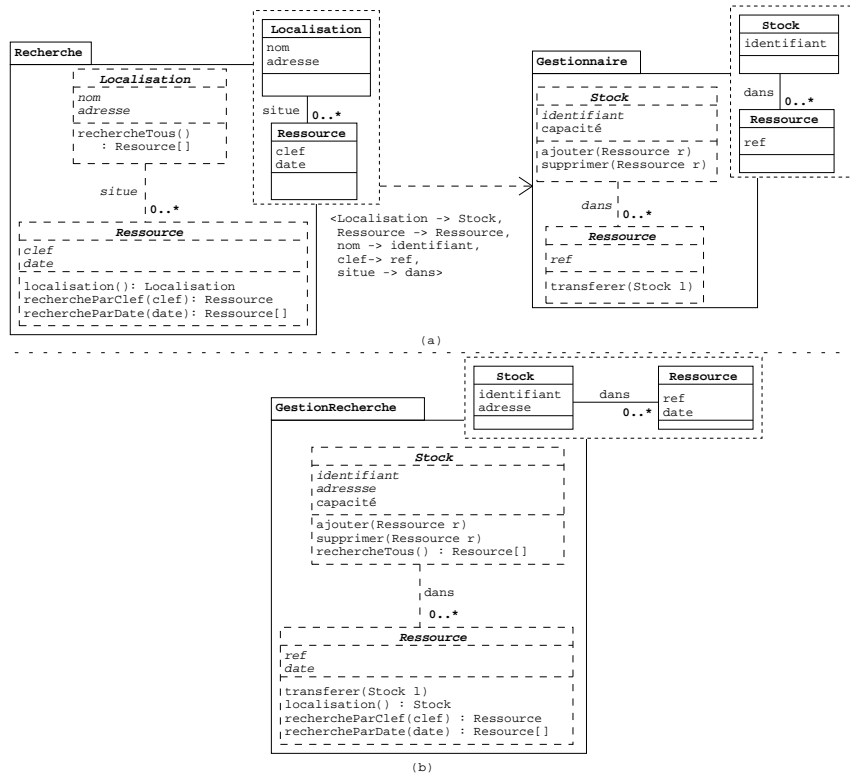 Recherche
Localisation
nom
adresse
rechercheTous()
: Resource[]
situe
0..*
Ressource
clef
date
localisation(): Localisation
rechercheParClef(clef): Ressource
rechercheParDate(date): Ressource[]
Localisation
nom
adresse
situe
0..*
Ressource
clef
date
<Localisation -> Stock,
Ressource -> Ressource,
nom -> identifiant,
clef-> ref,
situe -> dans>
Gestionnaire
Stock
identifiant
capacité
ajouter(Ressource r)
supprimer(Ressource r)
dans
0..*
Ressource
ref
transferer(Stock l)
Stock
identifiant
dans
0..*
Ressource
ref
(a)
GestionRecherche
Stock
identifiant
adresse
dans
0..*
Ressource
ref
date
Stock
identifiant
adressse
capacité
ajouter(Ressource r)
supprimer(Ressource r)
rechercheTous() : Resource[]
dans
0..*
Ressource
ref
date
transferer(Stock l)
localisation() : Stock
rechercheParClef(clef) : Ressource
rechercheParDate(date) : Resource[]
(b)